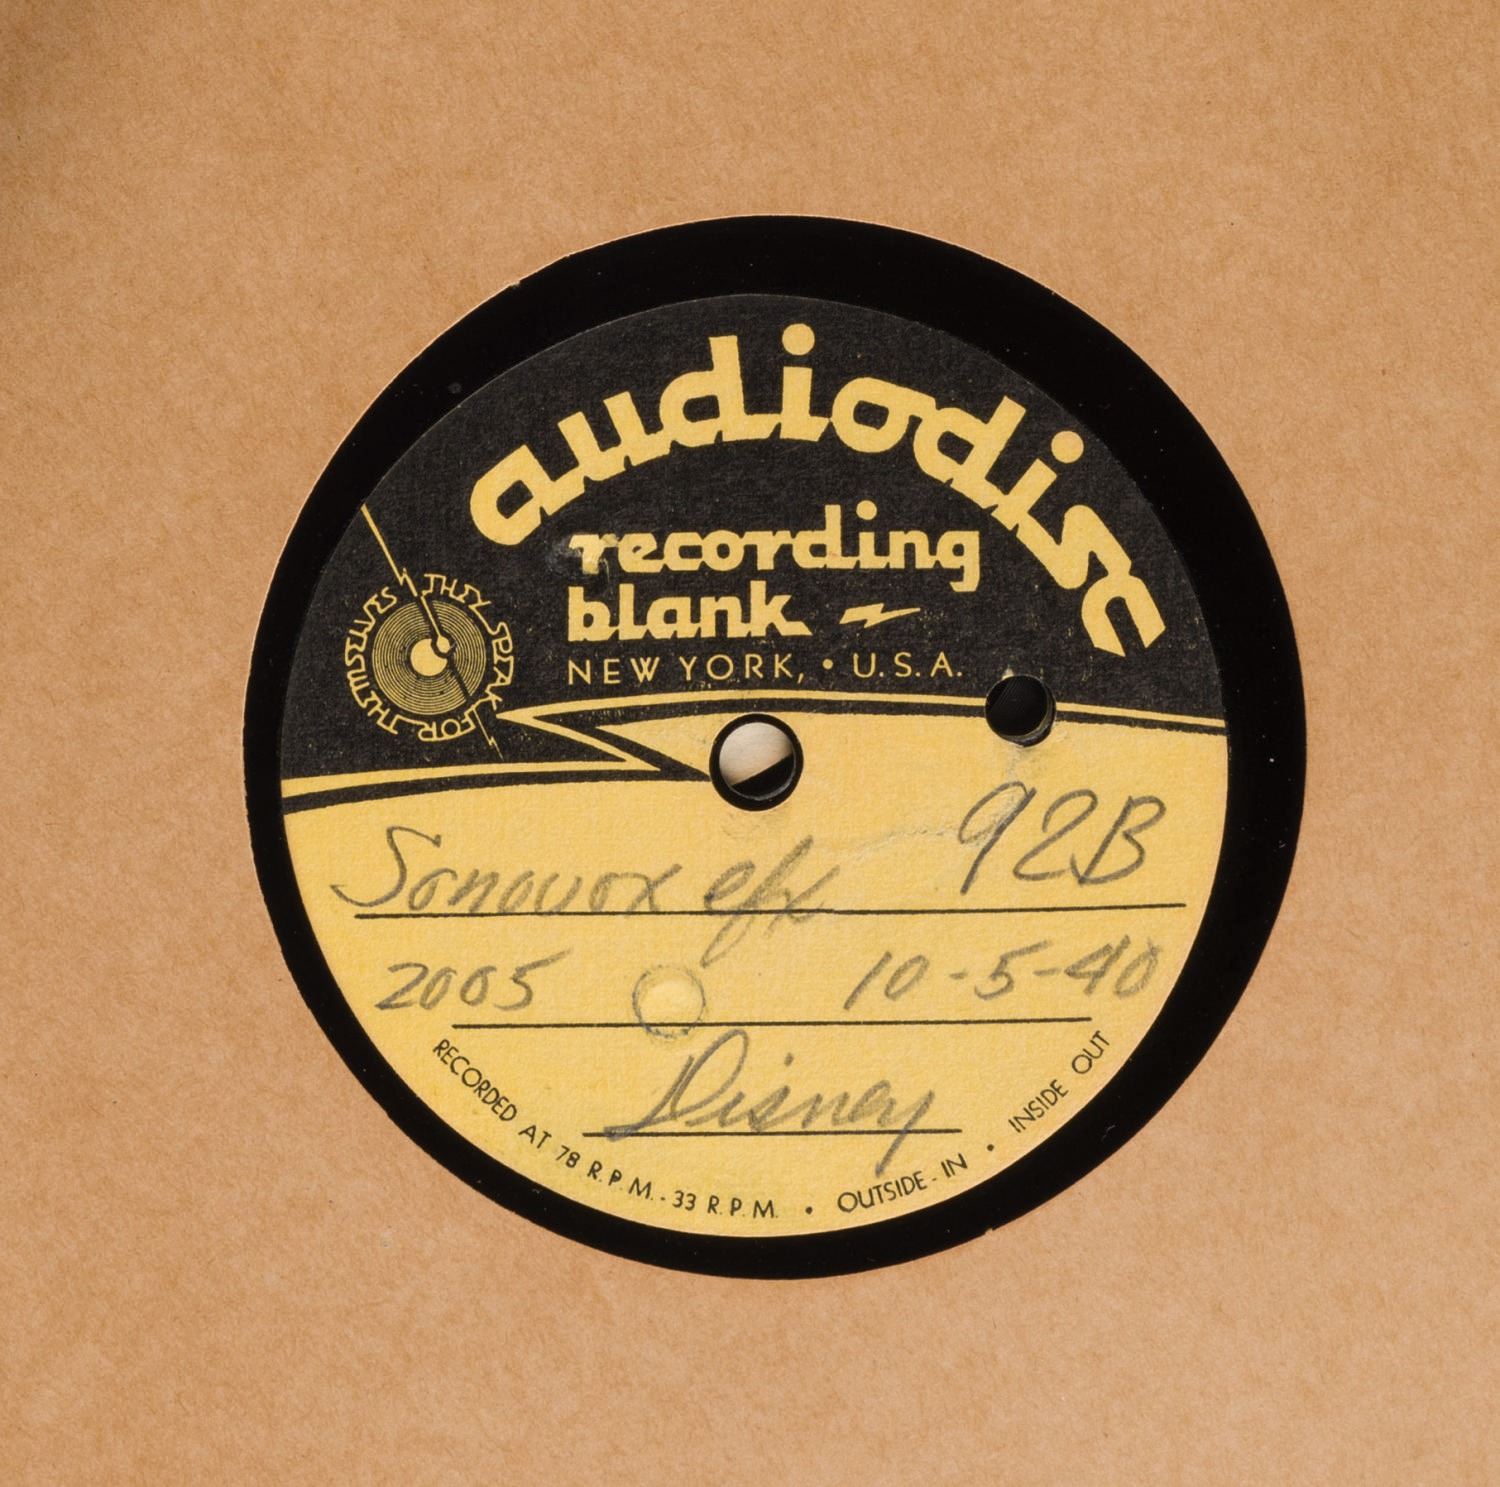 audiodisc
recording
blank
NEW YORK, • U.S.A.
THEY SPEAK FOR THEMSELVES
Sonovox efx 92B
2005 10-5-40
Disney
RECORDED AT 78 R.P.M. - 33 R.P.M. • OUTSIDE-IN • INSIDE OUT